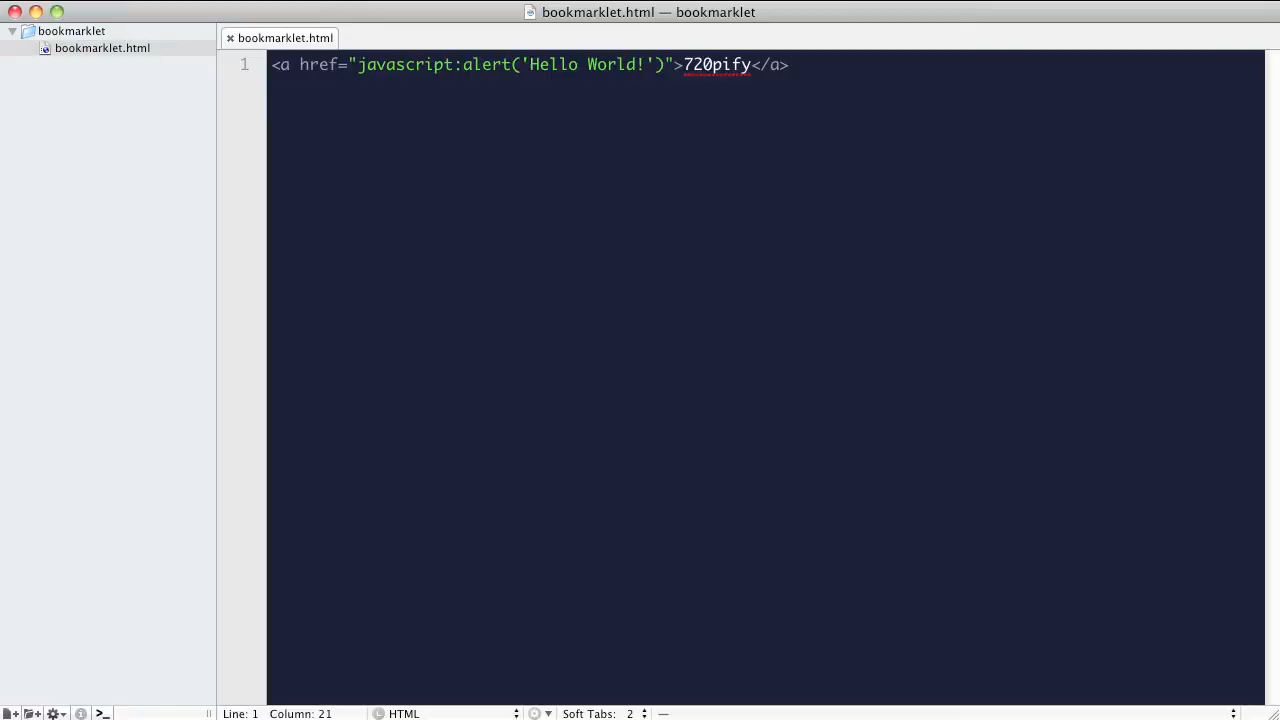 bookmarklet.html — bookmarklet
bookmarklet
bookmarklet.html
bookmarklet.html
1 <a href="javascript:alert('Hello World!')">720pify</a>
Line: 1 Column: 21 L HTML Soft Tabs: 2 —